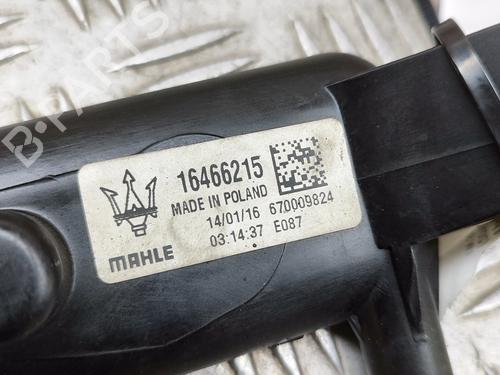 B-PARTS
16466215
MADE IN POLAND
14/01/16 670009824
03:14:37 E087
MAHLE